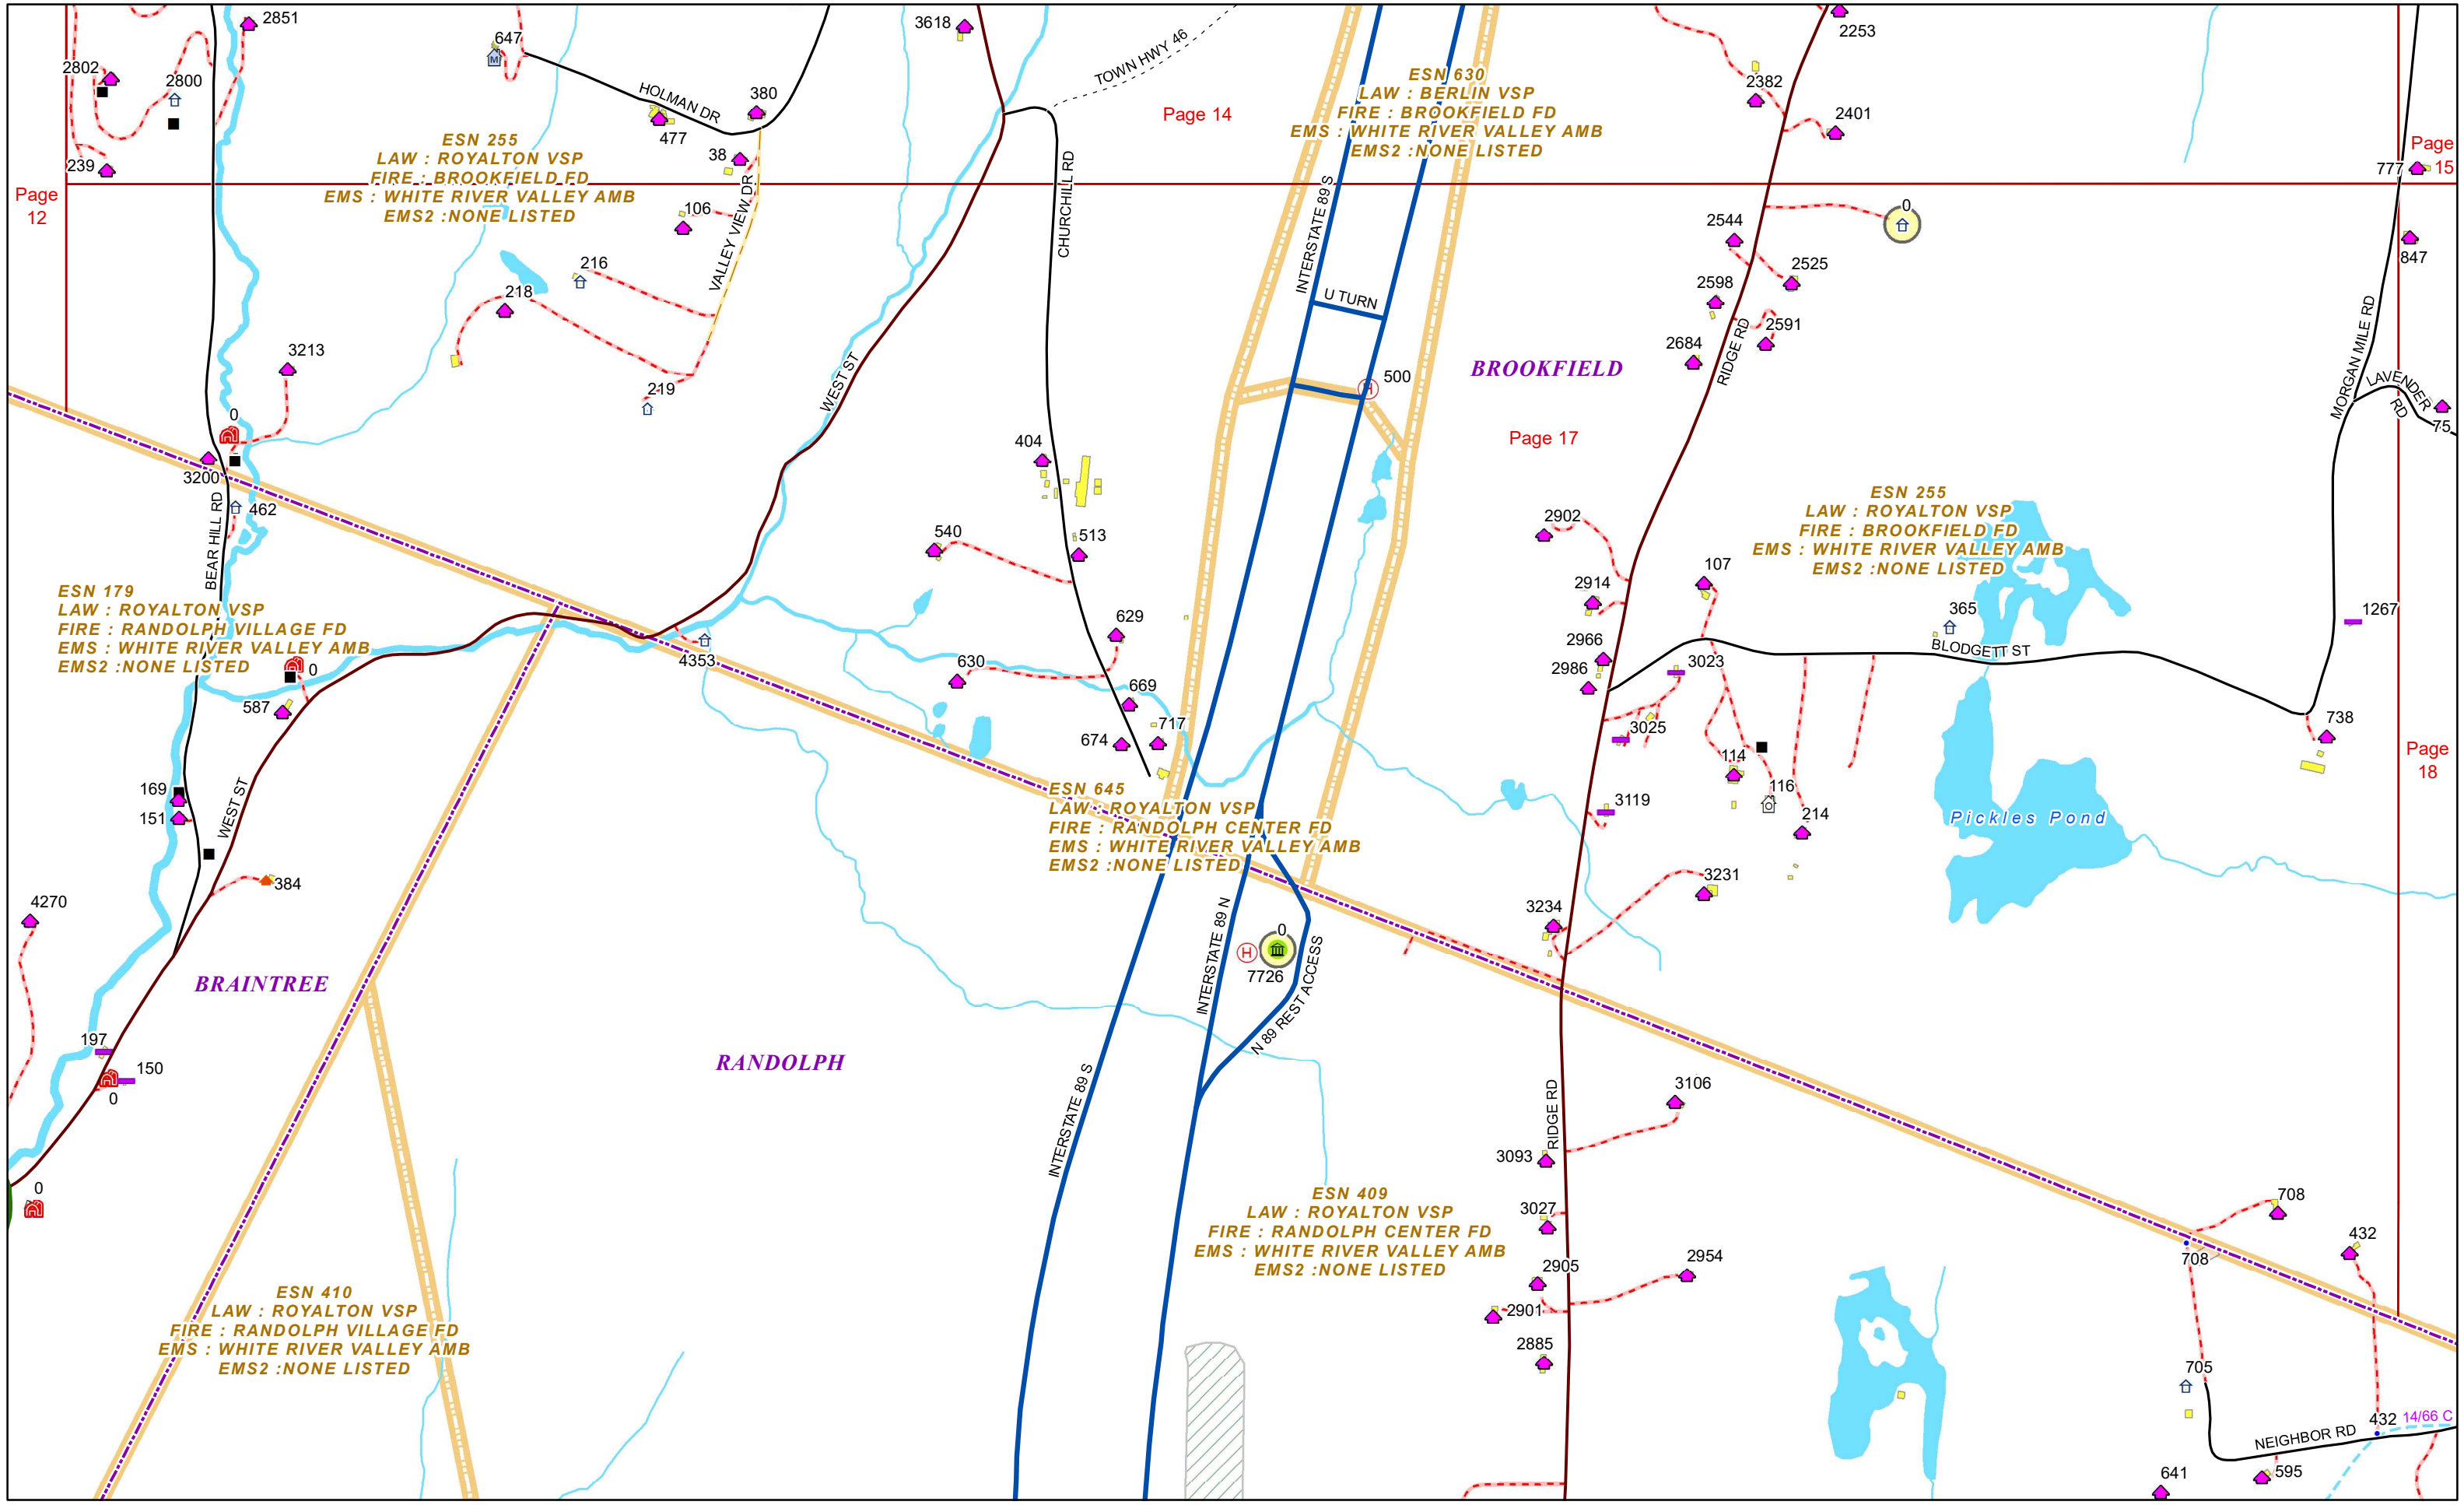 2851
3618
647
2253
2802
2800
TOWN HWY 46
HOLMAN DR
380
477
38
239
Page 14
ESN 630
LAW : BERLIN VSP
FIRE : BROOKFIELD FD
EMS : WHITE RIVER VALLEY AMB
EMS2 :NONE LISTED
2382
2401
Page
15
777
ESN 255
LAW : ROYALTON VSP
FIRE : BROOKFIELD FD
EMS : WHITE RIVER VALLEY AMB
EMS2 :NONE LISTED
Page
12
CHURCHILL RD
INTERSTATE 89 S
0
106
VALLEY VIEW DR
216
218
219
2544
2525
2598
2591
2684
RIDGE RD
847
U TURN
3213
WEST ST
500
BROOKFIELD
Page 17
MORGAN MILE RD
LAVENDER
RD
75
0
3200
462
BEAR HILL RD
404
540
513
2902
ESN 255
LAW : ROYALTON VSP
FIRE : BROOKFIELD FD
EMS : WHITE RIVER VALLEY AMB
EMS2 :NONE LISTED
ESN 179
LAW : ROYALTON VSP
FIRE : RANDOLPH VILLAGE FD
EMS : WHITE RIVER VALLEY AMB
EMS2 :NONE LISTED
0
587
4353
629
630
669
674
717
107
2914
365
1267
2966
2986
3023
BLODGETT ST
3025
738
114
116
214
3119
Page
18
Pickles Pond
169
151
WEST ST
384
ESN 645
LAW : ROYALTON VSP
FIRE : RANDOLPH CENTER FD
EMS : WHITE RIVER VALLEY AMB
EMS2 :NONE LISTED
3231
3234
4270
BRAINTREE
INTERSTATE 89 N
0
7726
N 89 REST ACCESS
197
150
0
RANDOLPH
INTERSTATE 89 S
RIDGE RD
3106
3093
0
ESN 409
LAW : ROYALTON VSP
FIRE : RANDOLPH CENTER FD
EMS : WHITE RIVER VALLEY AMB
EMS2 :NONE LISTED
3027
2905
2954
2901
2885
708
708
432
ESN 410
LAW : ROYALTON VSP
FIRE : RANDOLPH VILLAGE FD
EMS : WHITE RIVER VALLEY AMB
EMS2 :NONE LISTED
705
432
14/66 C
NEIGHBOR RD
641
595